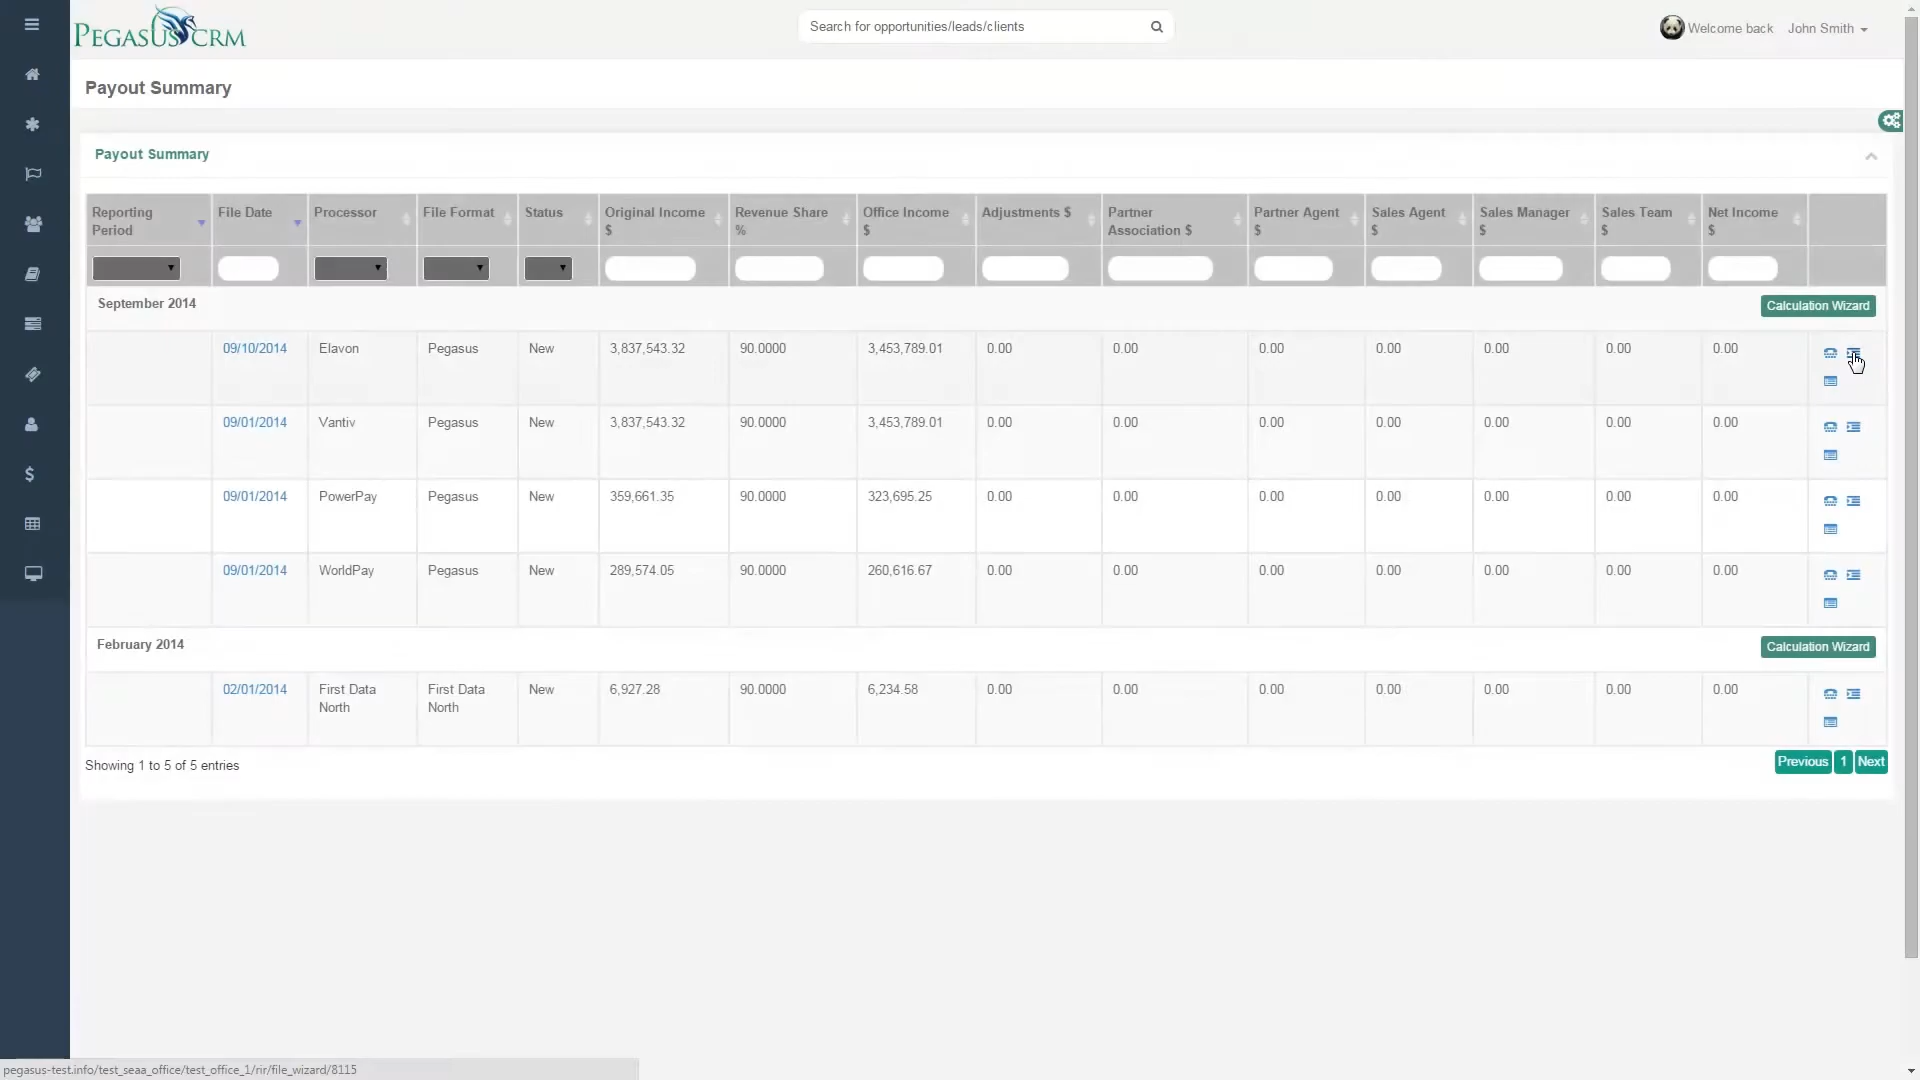 PEGASUS CRM
Search for opportunities/leads/clients
Welcome back John Smith
Payout Summary
Payout Summary
Reporting Period
File Date
Processor
File Format
Status
Original Income $
Revenue Share %
Office Income $
Adjustments $
Partner Association $
Partner Agent $
Sales Agent $
Sales Manager $
Sales Team $
Net Income $
September 2014 Calculation Wizard
09/10/2014 Elavon Pegasus New 3,837,543.32 90.0000 3,453,789.01 0.00 0.00 0.00 0.00 0.00 0.00 0.00
09/01/2014 Vantiv Pegasus New 3,837,543.32 90.0000 3,453,789.01 0.00 0.00 0.00 0.00 0.00 0.00 0.00
09/01/2014 PowerPay Pegasus New 359,661.35 90.0000 323,695.25 0.00 0.00 0.00 0.00 0.00 0.00 0.00
09/01/2014 WorldPay Pegasus New 289,574.05 90.0000 260,616.67 0.00 0.00 0.00 0.00 0.00 0.00 0.00
February 2014 Calculation Wizard
02/01/2014 First Data North First Data North New 6,927.28 90.0000 6,234.58 0.00 0.00 0.00 0.00 0.00 0.00 0.00
Showing 1 to 5 of 5 entries Previous 1 Next
pegasus-test.info/test_seaa_office/test_office_1/rir/file_wizard/8115